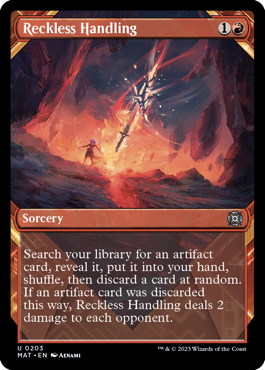 Reckless Handling
1
Sorcery
Search your library for an artifact
card, reveal it, put it into your hand,
shuffle, then discard a card at random.
If an artifact card was discarded
this way, Reckless Handling deals 2
damage to each opponent.
U 0203
MAT • EN AENAMI
™ & © 2023 Wizards of the Coast